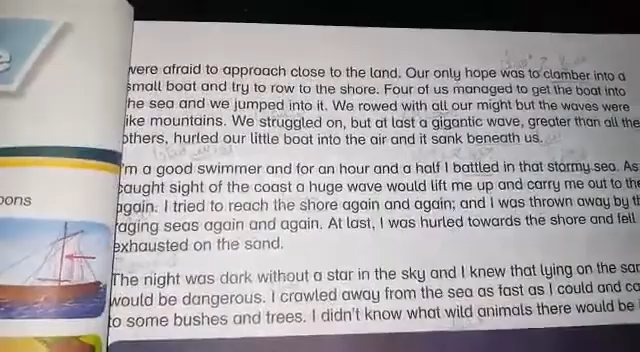 were afraid to approach close to the land. Our only hope was to clamber into a
small boat and try to row to the shore. Four of us managed to get the boat into
the sea and we jumped into it. We rowed with all our might but the waves were
like mountains. We struggled on, but at last a gigantic wave, greater than all the
others, hurled our little boat into the air and it sank beneath us.
I'm a good swimmer and for an hour and a half I battled in that stormy sea. As
caught sight of the coast a huge wave would lift me up and carry me out to the
again. I tried to reach the shore again and again; and I was thrown away by th
raging seas again and again. At last, I was hurled towards the shore and fell
exhausted on the sand.
The night was dark without a star in the sky and I knew that lying on the san
would be dangerous. I crawled away from the sea as fast as I could and ca
to some bushes and trees. I didn't know what wild animals there would be
e
oons